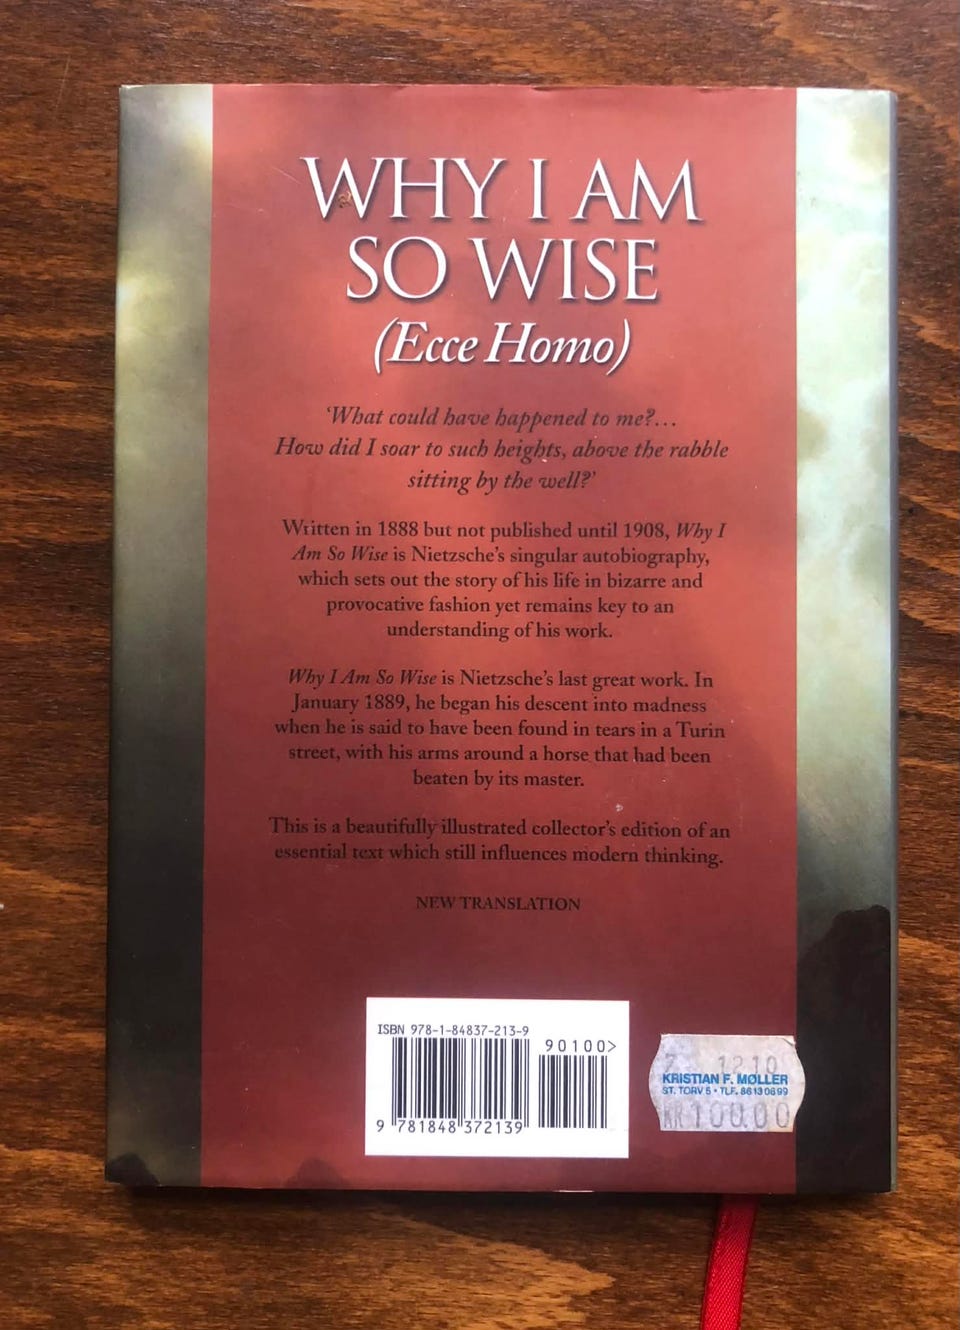 WHY I AM
SO WISE
(Ecce Homo)
‘What could have happened to me?...
How did I soar to such heights, above the rabble
sitting by the well?’
Written in 1888 but not published until 1908, Why I
Am So Wise is Nietzsche’s singular autobiography,
which sets out the story of his life in bizarre and
provocative fashion yet remains key to an
understanding of his work.
Why I Am So Wise is Nietzsche’s last great work. In
January 1889, he began his descent into madness
when he is said to have been found in tears in a Turin
street, with his arms around a horse that had been
beaten by its master.
This is a beautifully illustrated collector’s edition of an
essential text which still influences modern thinking.
NEW TRANSLATION
ISBN 978-1-84837-213-9
90100>
9 781848 372139
7 1210
KRISTIAN F. MØLLER
ST. TORV 5 • TLF. 86130699
KR 100.00